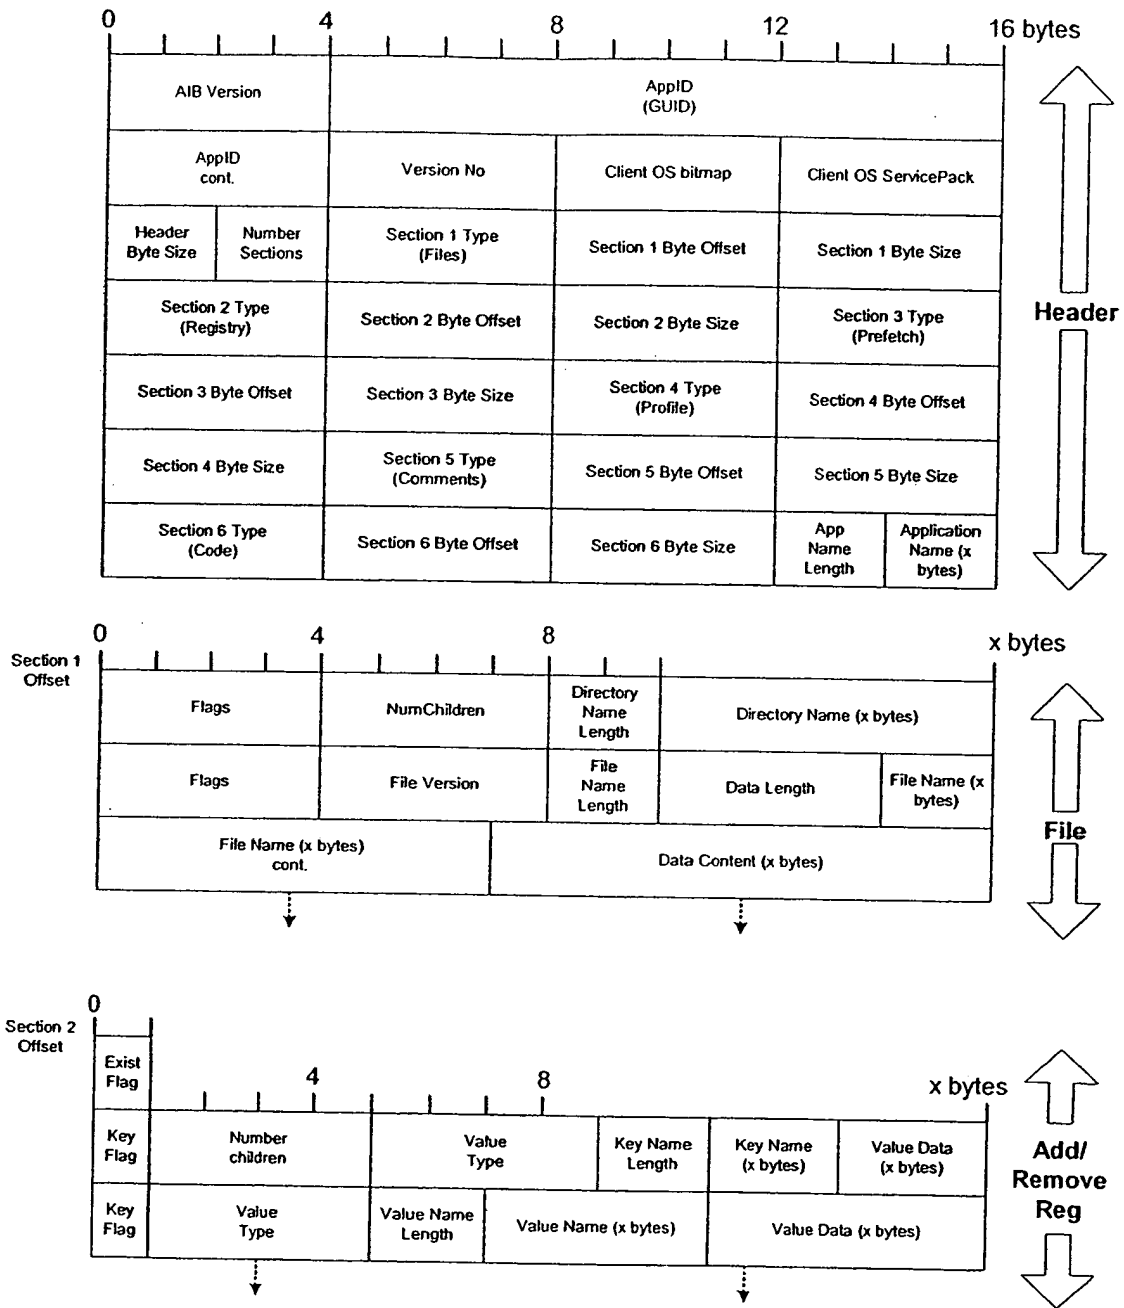 0 4 8 12 16 bytes
AIB Version
AppID
(GUID)
AppID
cont.
Version No
Client OS bitmap
Client OS ServicePack
Header
Byte Size
Number
Sections
Section 1 Type
(Files)
Section 1 Byte Offset
Section 1 Byte Size
Section 2 Type
(Registry)
Section 2 Byte Offset
Section 2 Byte Size
Section 3 Type
(Prefetch)
Header
Section 3 Byte Offset
Section 3 Byte Size
Section 4 Type
(Profile)
Section 4 Byte Offset
Section 4 Byte Size
Section 5 Type
(Comments)
Section 5 Byte Offset
Section 5 Byte Size
Section 6 Type
(Code)
Section 6 Byte Offset
Section 6 Byte Size
App
Name
Length
Application
Name (x
bytes)
0 4 8 x bytes
Section 1
Offset
Flags
NumChildren
Directory
Name
Length
Directory Name (x bytes)
Flags
File Version
File
Name
Length
Data Length
File Name (x
bytes)
File
File Name (x bytes)
cont.
Data Content (x bytes)
0
Section 2
Offset
Exist
Flag
4 8 x bytes
Key
Flag
Number
children
Value
Type
Key Name
Length
Key Name
(x bytes)
Value Data
(x bytes)
Add/
Remove
Reg
Key
Flag
Value
Type
Value Name
Length
Value Name (x bytes)
Value Data (x bytes)